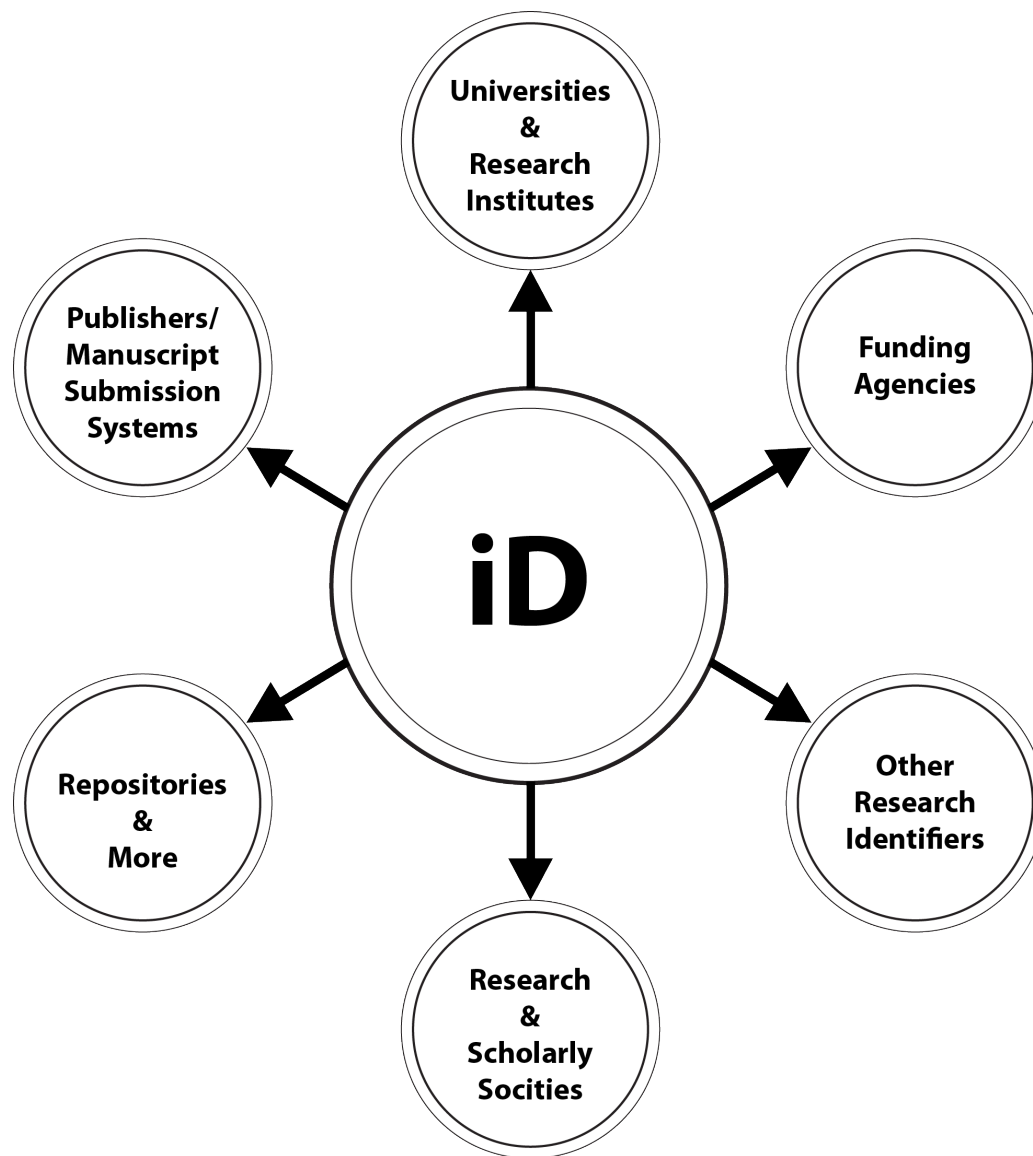 Universities
&
Research
Institutes
Publishers/
Manuscript
Submission
Systems
Funding
Agencies
iD
Repositories
&
More
Other
Research
Identifiers
Research
&
Scholarly
Socities